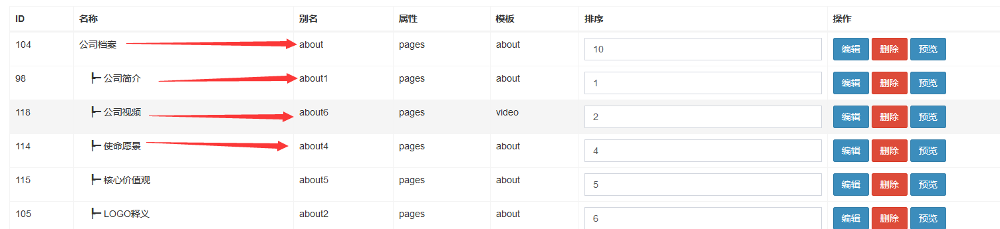 ID 名称 别名 属性 模板 排序 操作
104 公司档案 about pages about 10 编辑 删除 预览
98 公司简介 about1 pages about 1 编辑 删除 预览
118 公司视频 about6 pages video 2 编辑 删除 预览
114 使命愿景 about4 pages about 4 编辑 删除 预览
115 核心价值观 about5 pages about 5 编辑 删除 预览
105 LOGO释义 about2 pages about 6 编辑 删除 预览